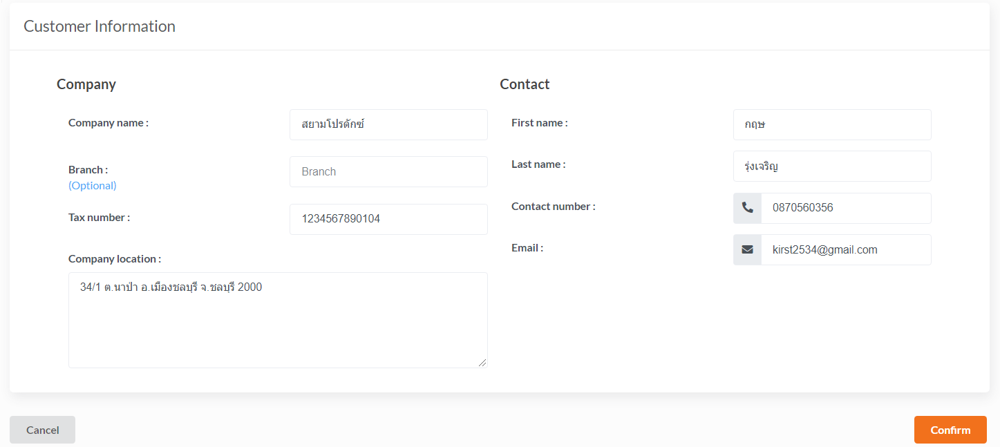 Customer Information
Company
Company name :
สยามโปรดักซ์
Branch :
(Optional)
Branch
Tax number :
1234567890104
Company location :
34/1 ต.นาป่า อ.เมืองชลบุรี จ.ชลบุรี 2000
Contact
First name :
กฤษ
Last name :
รุ่งเจริญ
Contact number :
0870560356
Email :
kirst2534@gmail.com
Cancel
Confirm